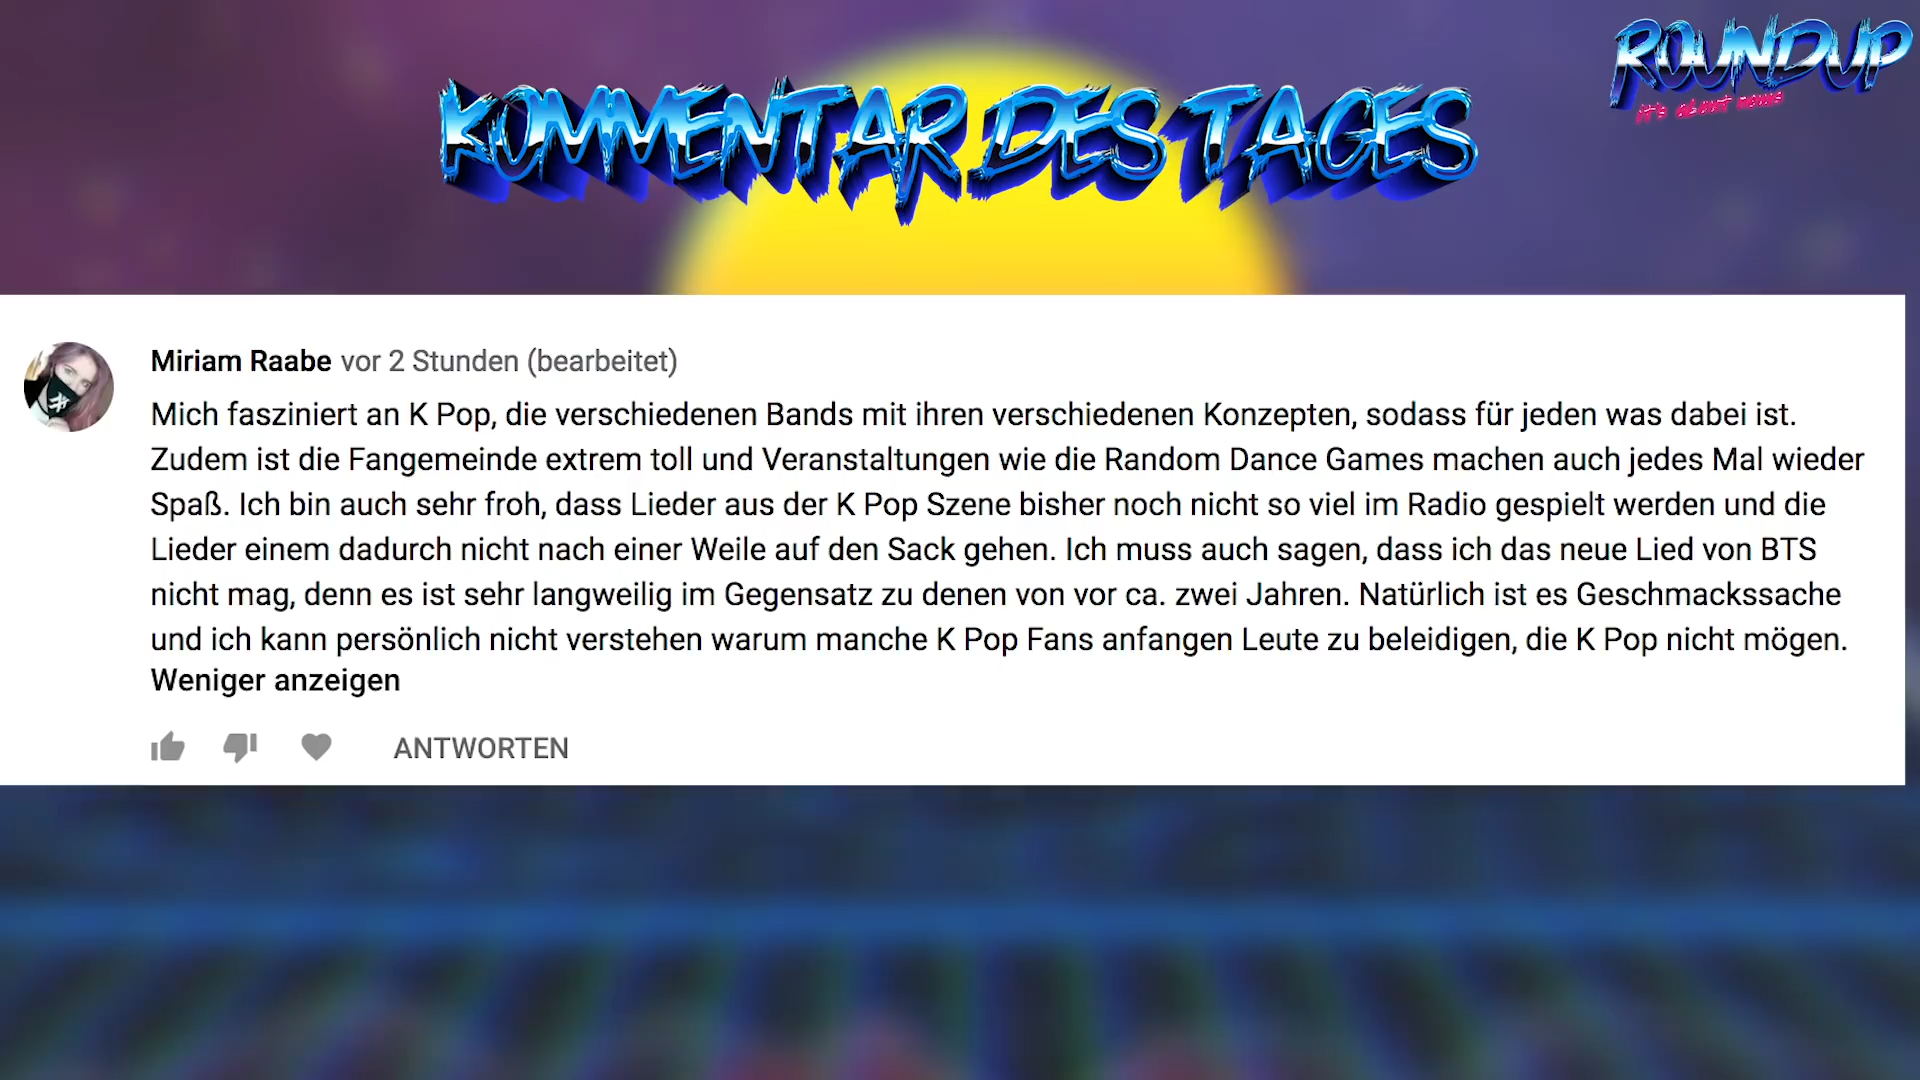 ROUNDUP
it's about news
KOMMENTAR DES TAGES
Miriam Raabe vor 2 Stunden (bearbeitet)
Mich fasziniert an K Pop, die verschiedenen Bands mit ihren verschiedenen Konzepten, sodass für jeden was dabei ist.
Zudem ist die Fangemeinde extrem toll und Veranstaltungen wie die Random Dance Games machen auch jedes Mal wieder
Spaß. Ich bin auch sehr froh, dass Lieder aus der K Pop Szene bisher noch nicht so viel im Radio gespielt werden und die
Lieder einem dadurch nicht nach einer Weile auf den Sack gehen. Ich muss auch sagen, dass ich das neue Lied von BTS
nicht mag, denn es ist sehr langweilig im Gegensatz zu denen von vor ca. zwei Jahren. Natürlich ist es Geschmackssache
und ich kann persönlich nicht verstehen warum manche K Pop Fans anfangen Leute zu beleidigen, die K Pop nicht mögen.
Weniger anzeigen
ANTWORTEN